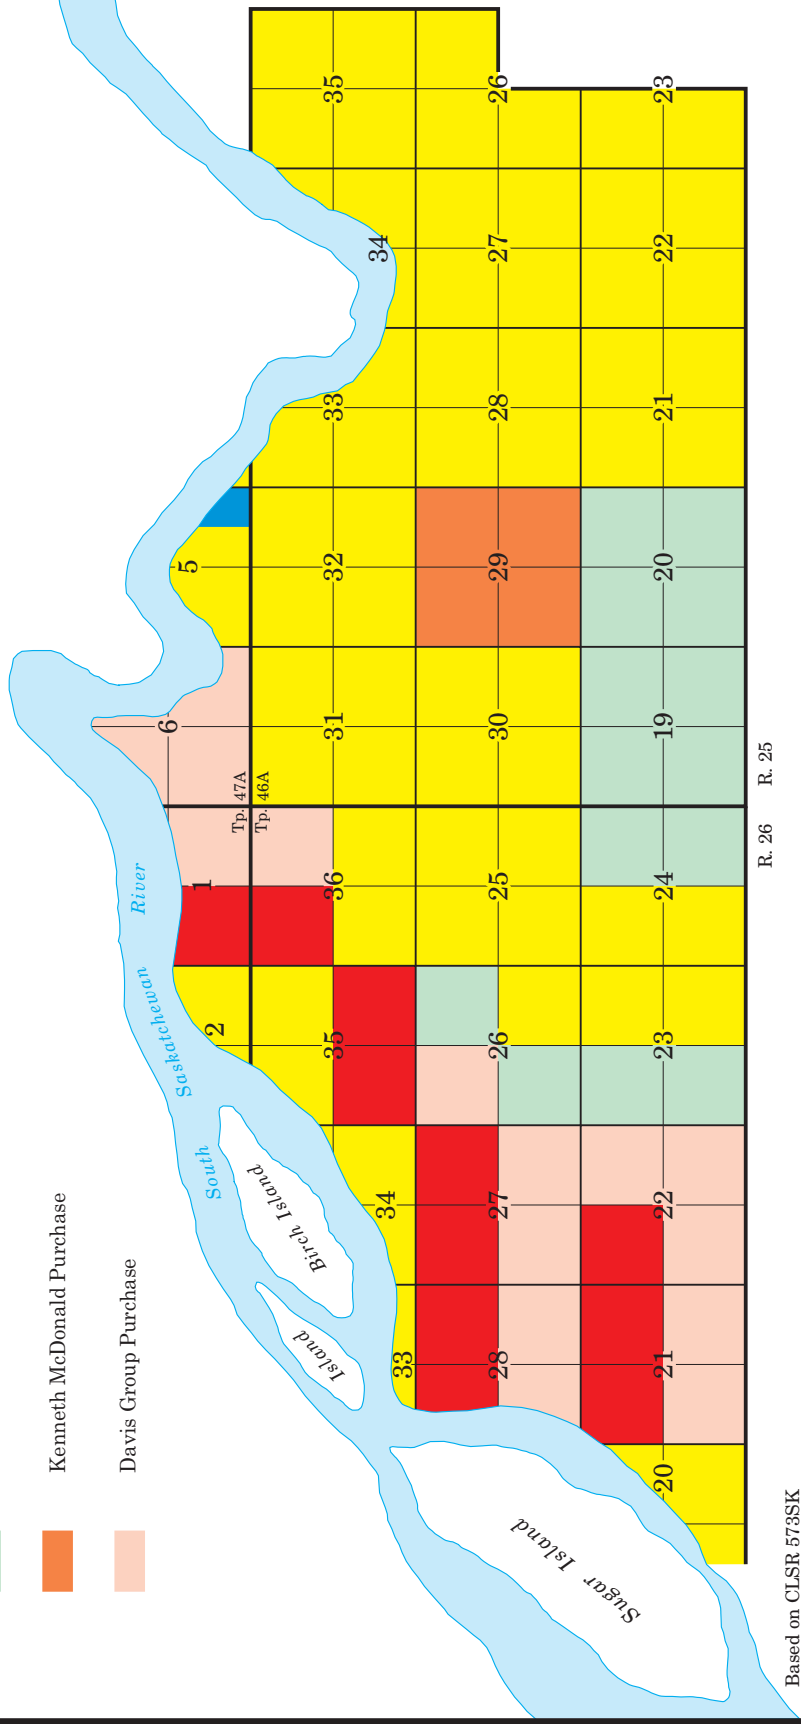 Kenneth McDonald Purchase
Davis Group Purchase
South Saskatchewan River
Birch Island
Island
Sugar Island
Tp. 47A
Tp. 46A
2
1
6
5
33
34
35
36
31
32
33
34
35
28
27
26
25
30
29
28
27
26
20
21
22
23
24
19
20
21
22
23
R. 26
R. 25
Based on CLSR 573SK